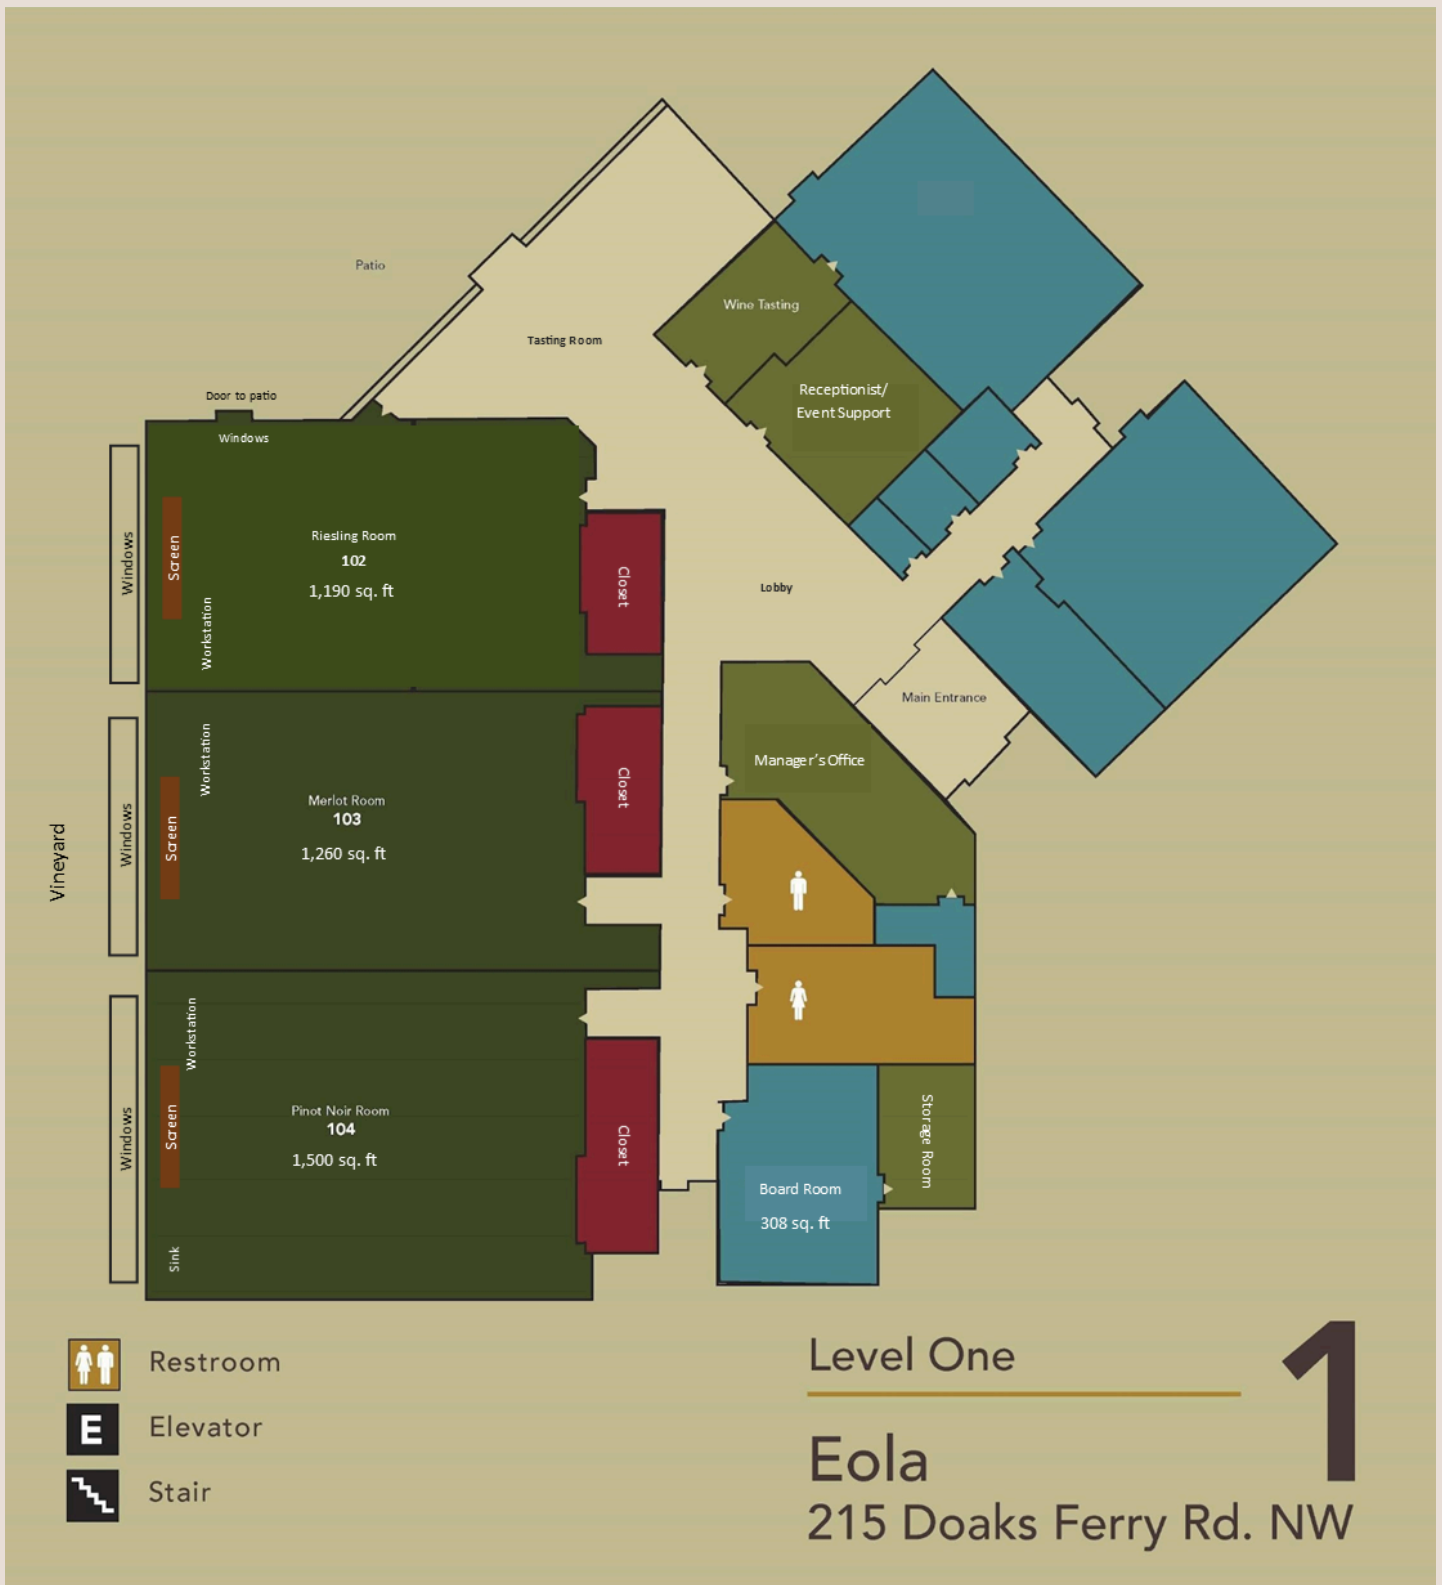 Patio
Wine Tasting
Tasting Room
Receptionist/
Event Support
Door to patio
Windows
Windows
Screen
Workstation
Riesling Room
102
1,190 sq. ft
Closet
Lobby
Main Entrance
Manager's Office
Vineyard
Windows
Screen
Workstation
Merlot Room
103
1,260 sq. ft
Closet
Windows
Screen
Workstation
Pinot Noir Room
104
1,500 sq. ft
Sink
Closet
Board Room
308 sq. ft
Storage Room
Restroom
E
Elevator
Stair
Level One
1
Eola
215 Doaks Ferry Rd. NW